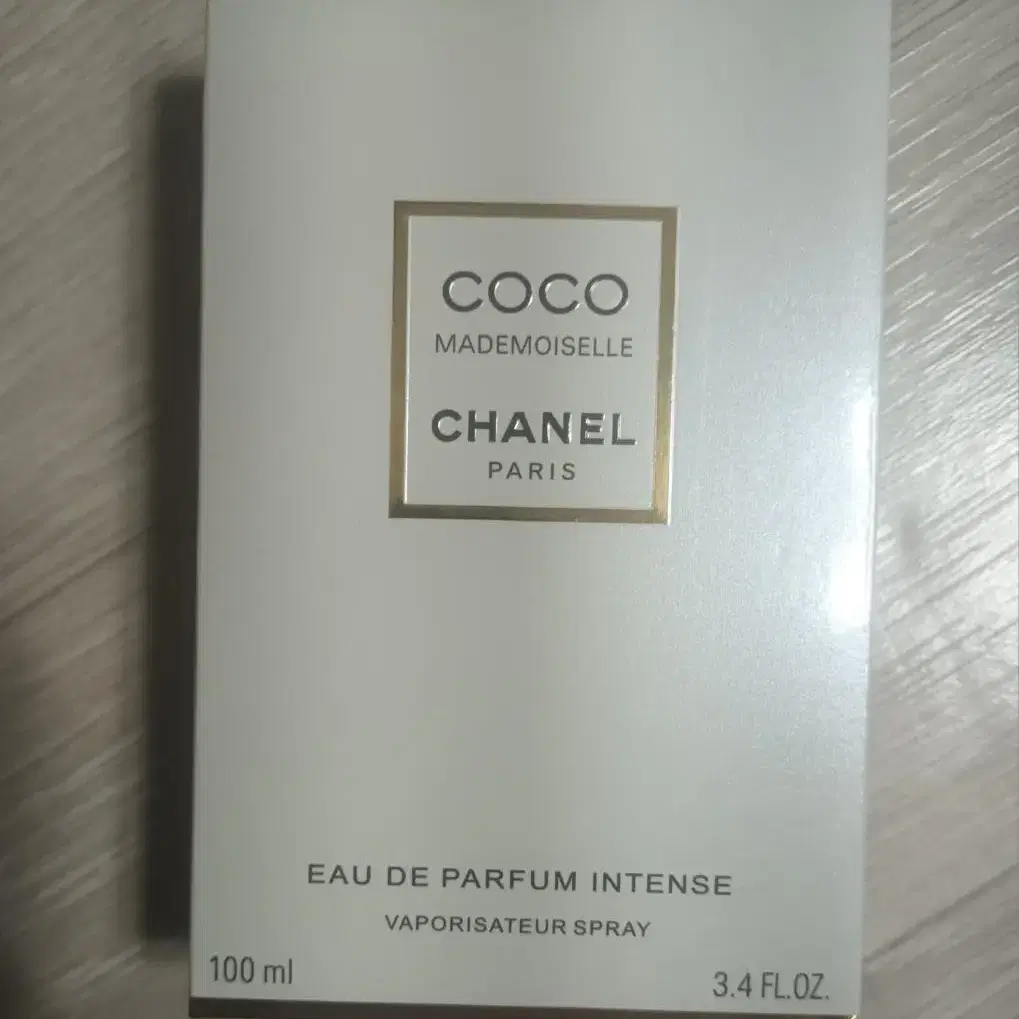 COCO
MADEMOISELLE
CHANEL
PARIS
EAU DE PARFUM INTENSE
VAPORISATEUR SPRAY
100 ml
3.4 FL.OZ.